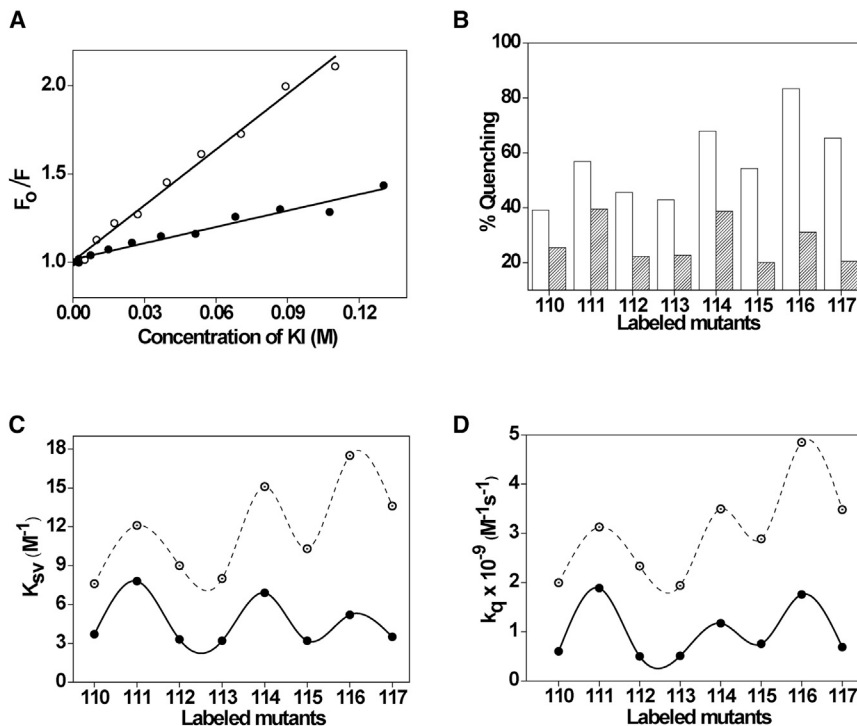 A
F₀/F
2.0
1.5
1.0
0.00 0.03 0.06 0.09 0.12
Concentration of KI (M)
B
% Quenching
100
80
60
40
20
110 111 112 113 114 115 116 117
Labeled mutants
C
K_SV (M⁻¹)
18
15
12
9
6
3
0
110 111 112 113 114 115 116 117
Labeled mutants
D
k_q x 10⁻⁹ (M⁻¹s⁻¹)
5
4
3
2
1
0
110 111 112 113 114 115 116 117
Labeled mutants